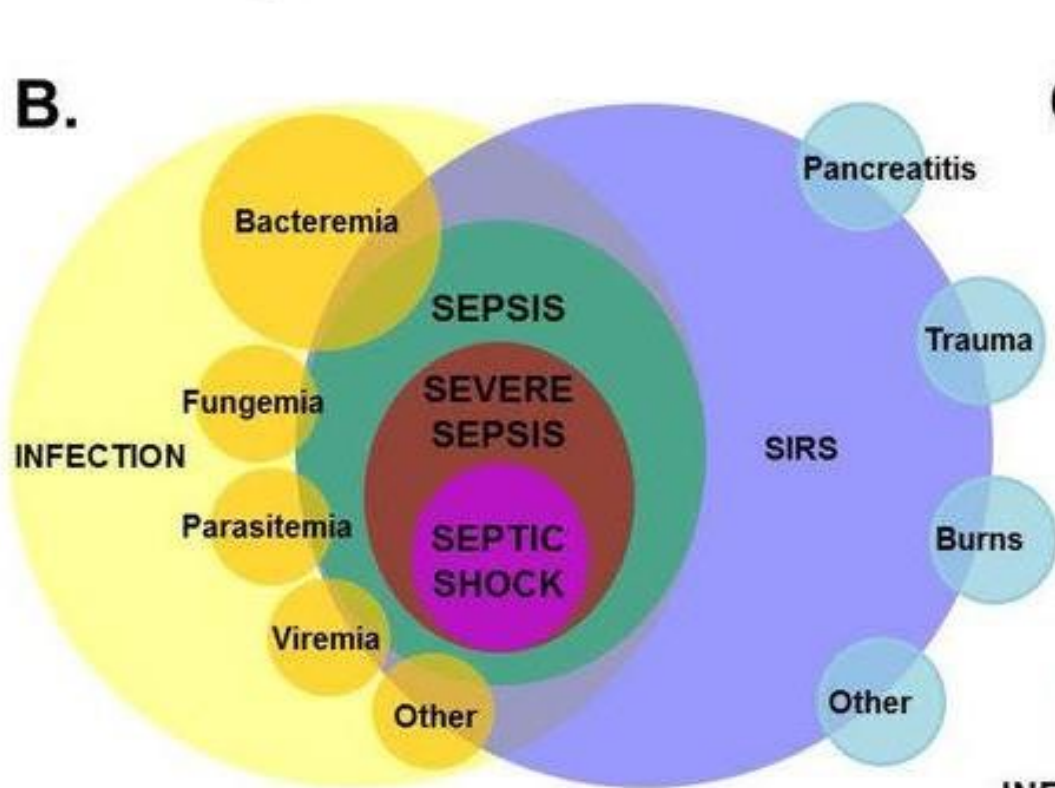 B.
Pancreatitis
Bacteremia
SEPSIS
Trauma
SEVERE
SEPSIS
Fungemia
INFECTION
SIRS
Parasitemia
SEPTIC
SHOCK
Burns
Viremia
Other
Other